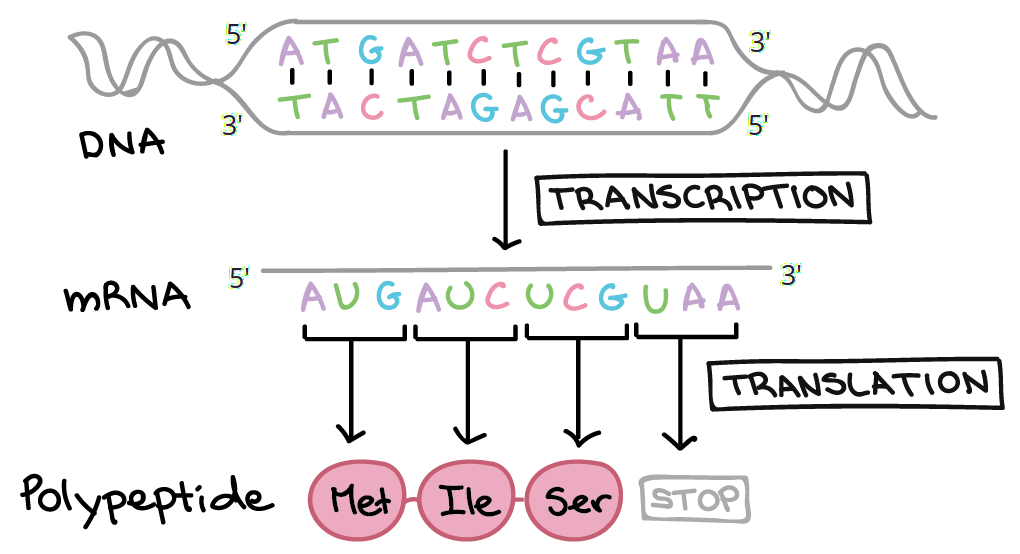 5' ATGATCTCGTAA 3'
3' TACTAGAGCATT 5'
DNA
TRANSCRIPTION
5' 3'
mRNA AUGAUCUCGUAA
TRANSLATION
Polypeptide Met Ile Ser STOP